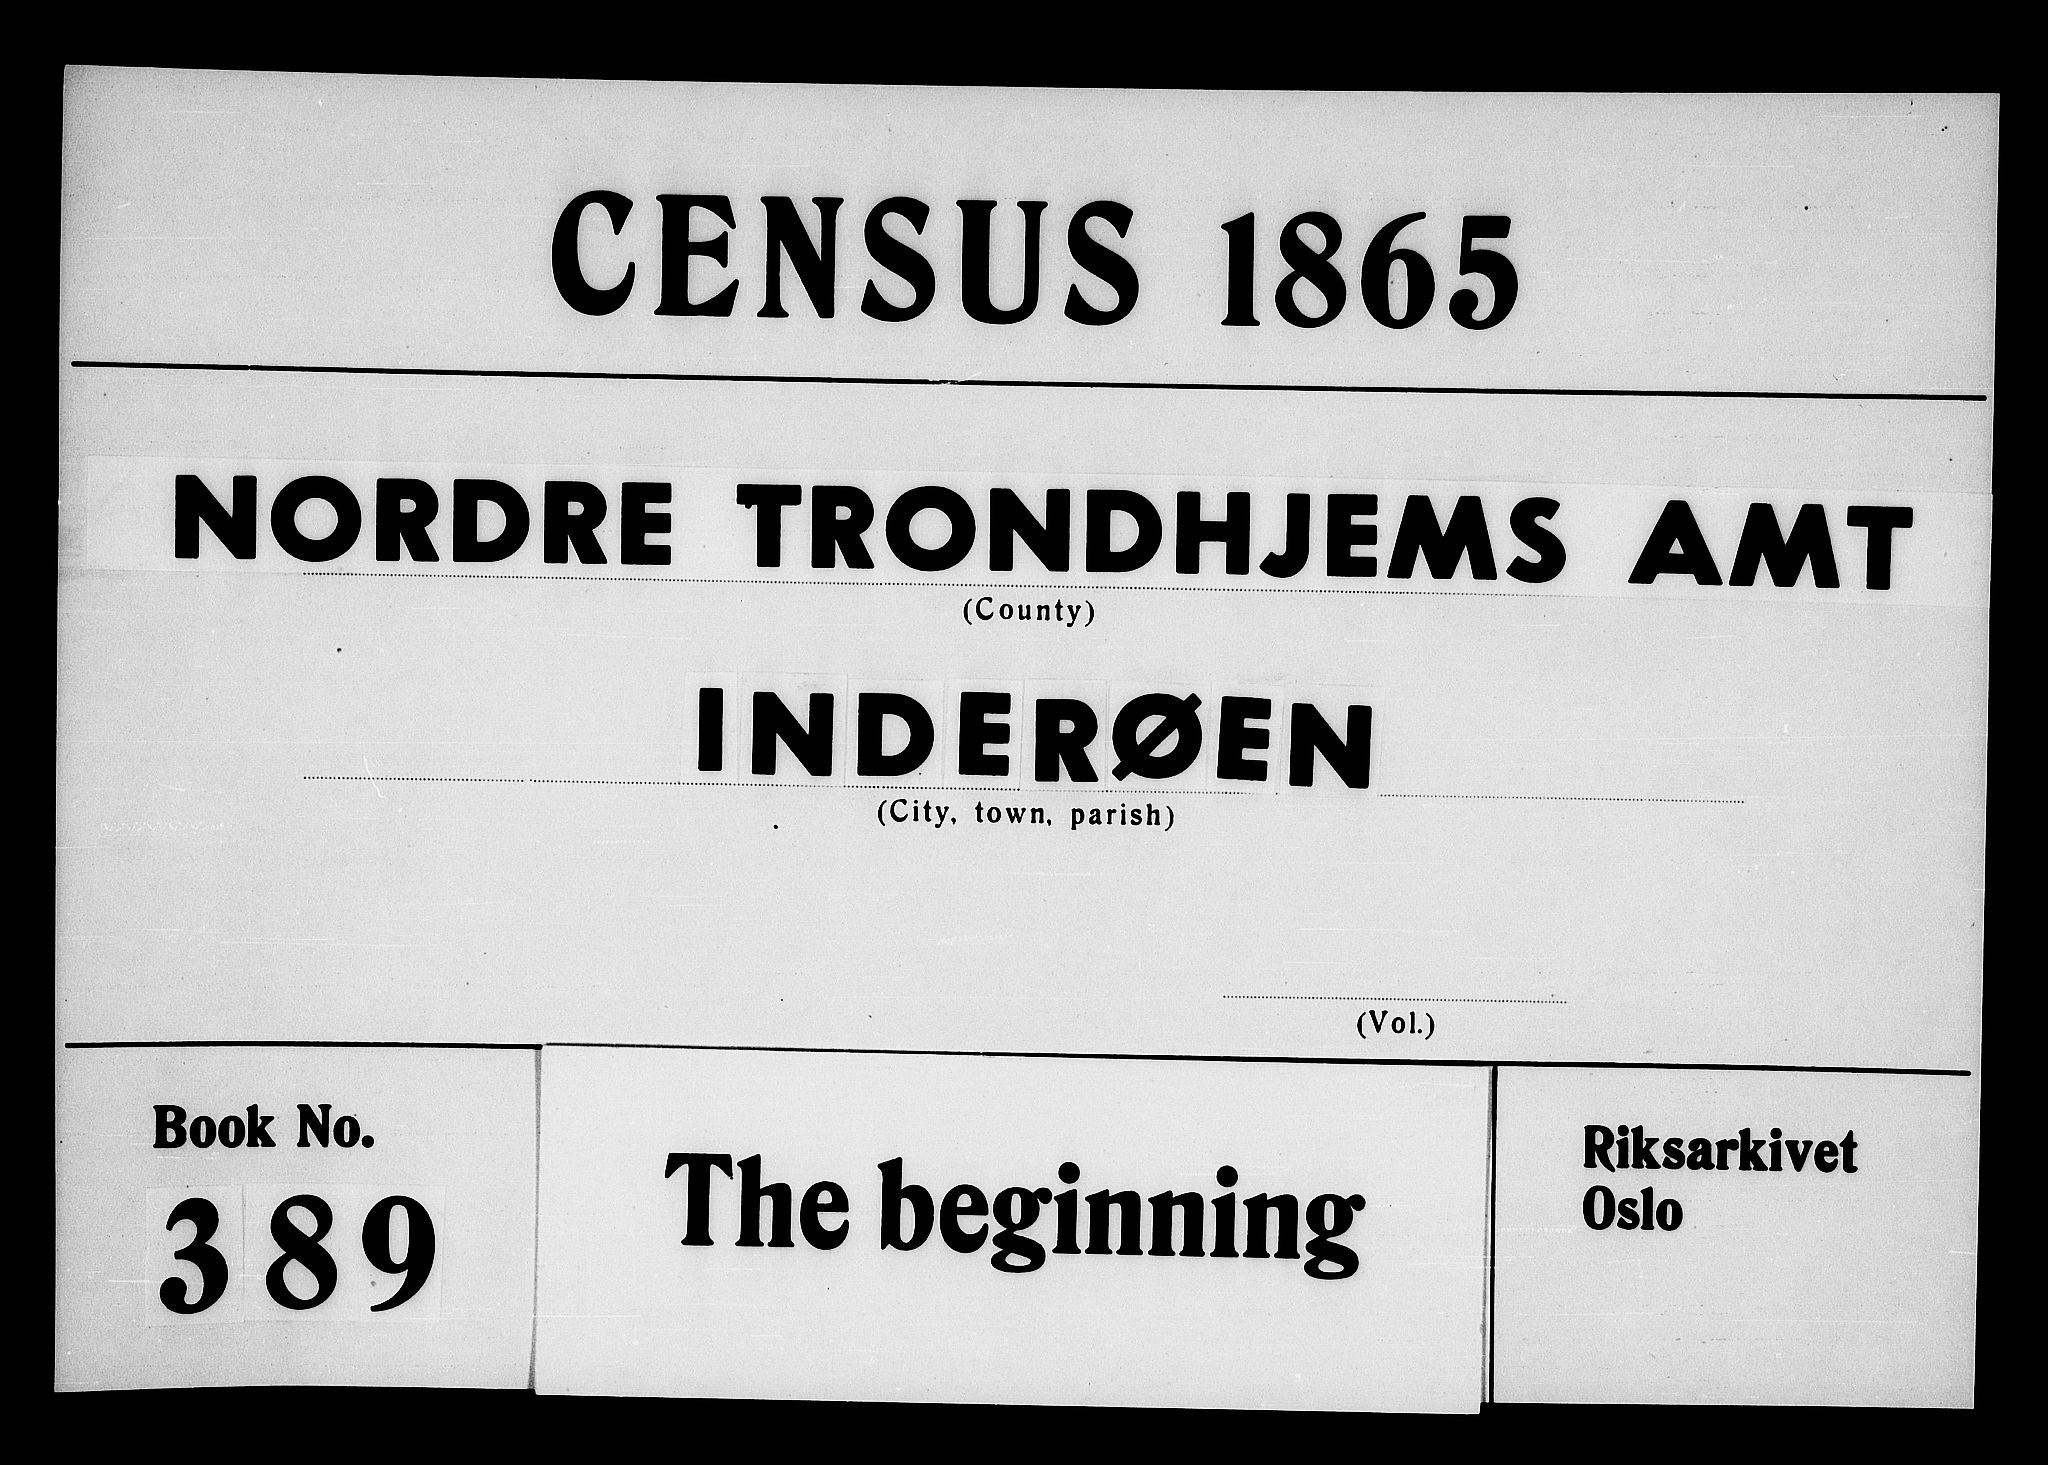 CENSUS 1865
NORDRE TRONDHJEMS AMT
(County)
INDERØEN
(City, town, parish)
(Vol.)
Book No.
389
The beginning
Riksarkivet
Oslo